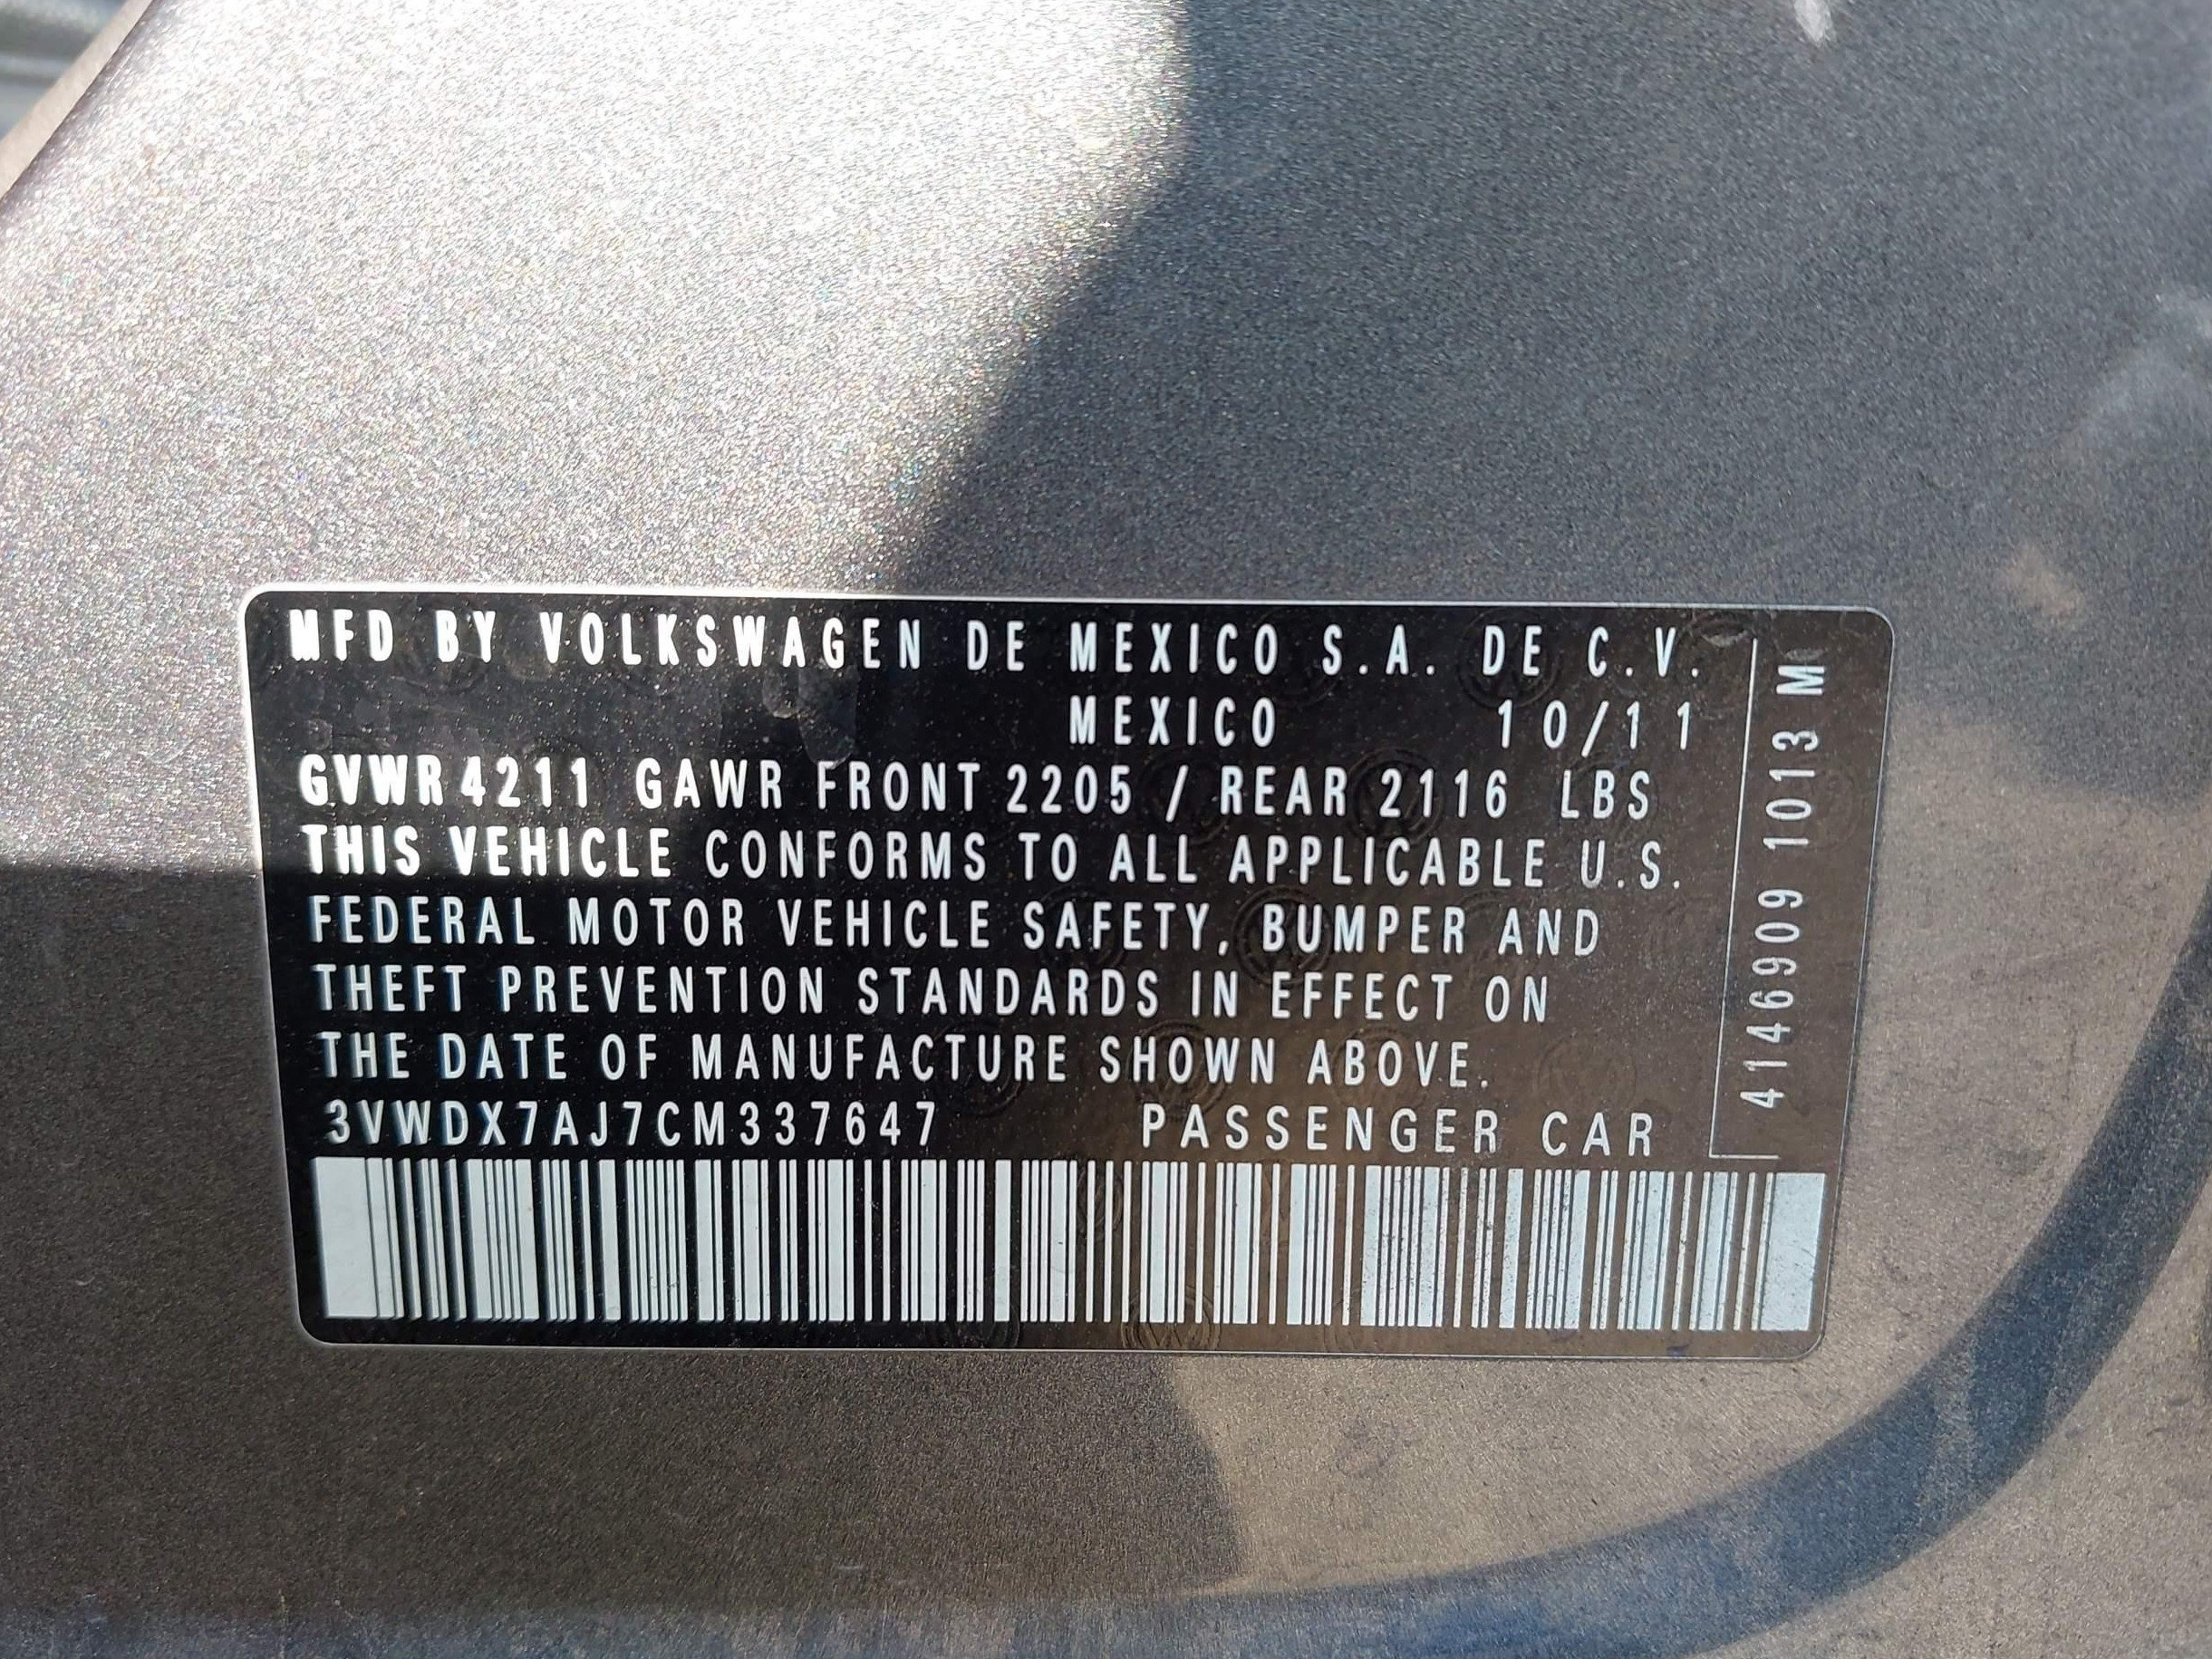 MFD BY VOLKSWAGEN DE MEXICO S.A. DE C.V.
MEXICO 10/11
GVWR 4211 GAWR FRONT 2205 / REAR 2116 LBS
THIS VEHICLE CONFORMS TO ALL APPLICABLE U.S.
FEDERAL MOTOR VEHICLE SAFETY, BUMPER AND
THEFT PREVENTION STANDARDS IN EFFECT ON
THE DATE OF MANUFACTURE SHOWN ABOVE.
3VWDX7AJ7CM337647 PASSENGER CAR
4146909 1013 M